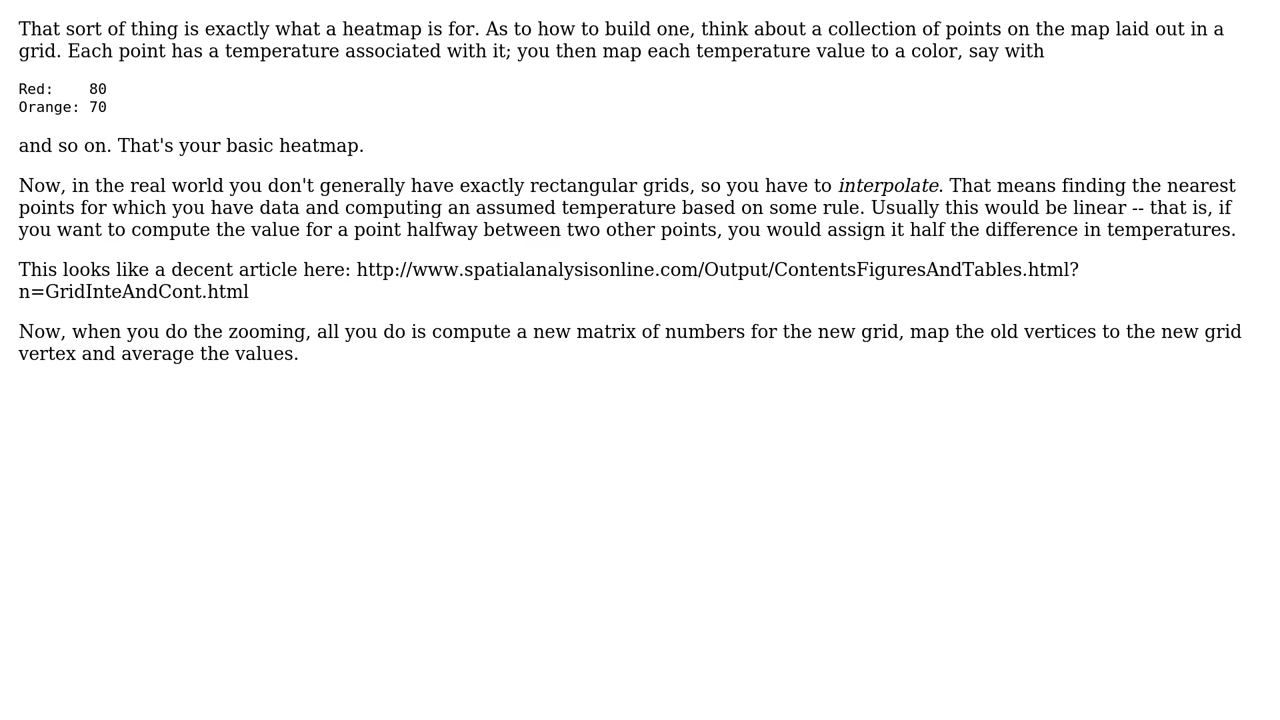 That sort of thing is exactly what a heatmap is for. As to how to build one, think about a collection of points on the map laid out in a
grid. Each point has a temperature associated with it; you then map each temperature value to a color, say with
Red:    80
Orange: 70
and so on. That's your basic heatmap.
Now, in the real world you don't generally have exactly rectangular grids, so you have to interpolate. That means finding the nearest
points for which you have data and computing an assumed temperature based on some rule. Usually this would be linear -- that is, if
you want to compute the value for a point halfway between two other points, you would assign it half the difference in temperatures.
This looks like a decent article here: http://www.spatialanalysisonline.com/Output/ContentsFiguresAndTables.html?
n=GridInteAndCont.html
Now, when you do the zooming, all you do is compute a new matrix of numbers for the new grid, map the old vertices to the new grid
vertex and average the values.